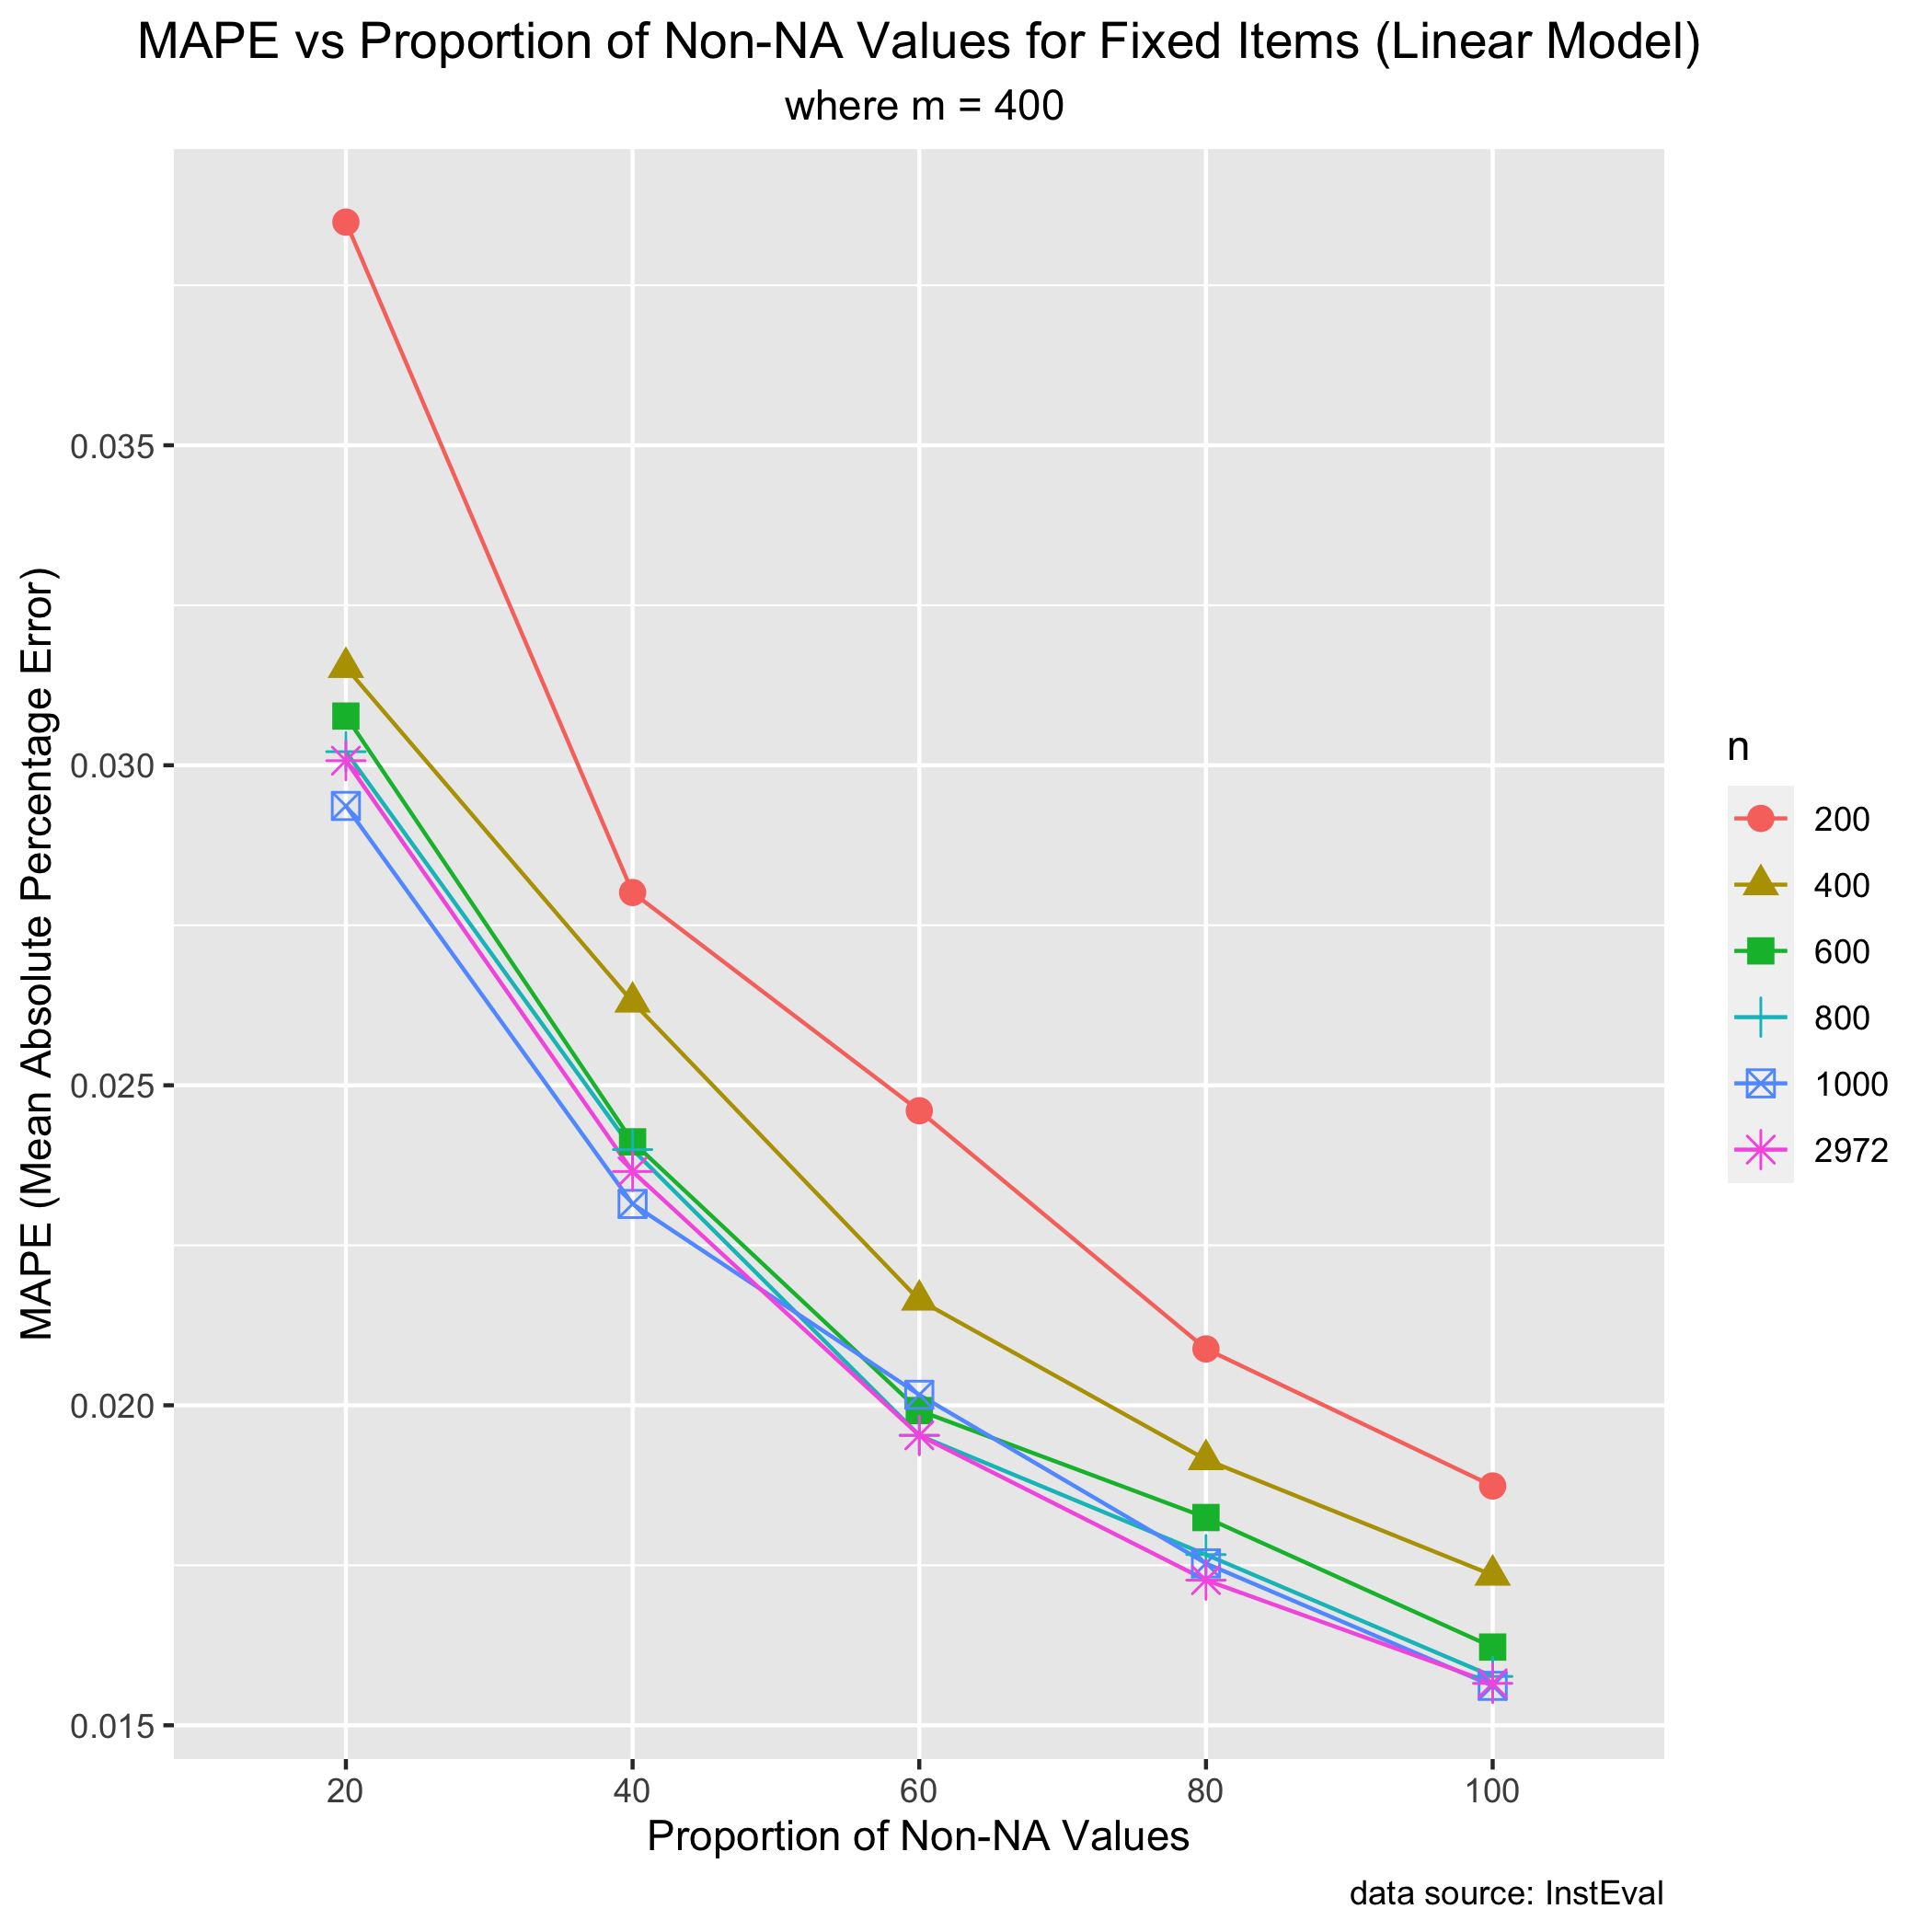 MAPE vs Proportion of Non-NA Values for Fixed Items (Linear Model)
where m = 400
MAPE (Mean Absolute Percentage Error)
0.035
0.030
0.025
0.020
0.015
20 40 60 80 100
Proportion of Non-NA Values
n
200
400
600
800
1000
2972
data source: InstEval